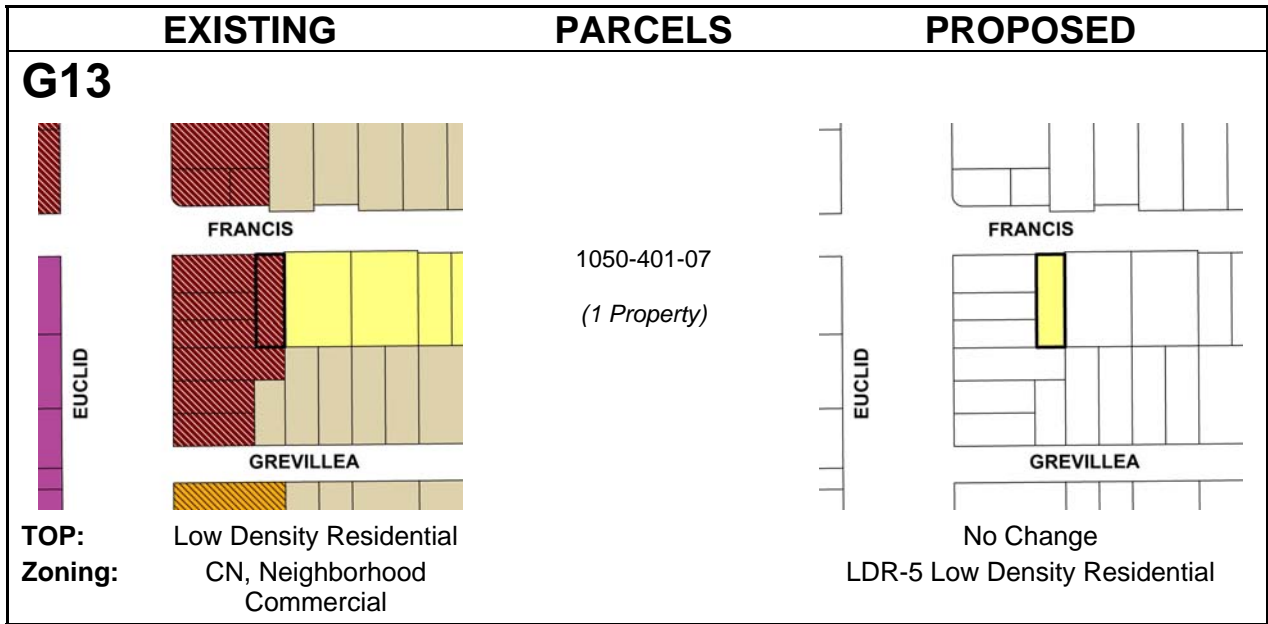 EXISTING PARCELS PROPOSED
G13
FRANCIS
EUCLID
GREVILLEA
1050-401-07
(1 Property)
FRANCIS
EUCLID
GREVILLEA
TOP: Low Density Residential No Change
Zoning: CN, Neighborhood LDR-5 Low Density Residential
Commercial